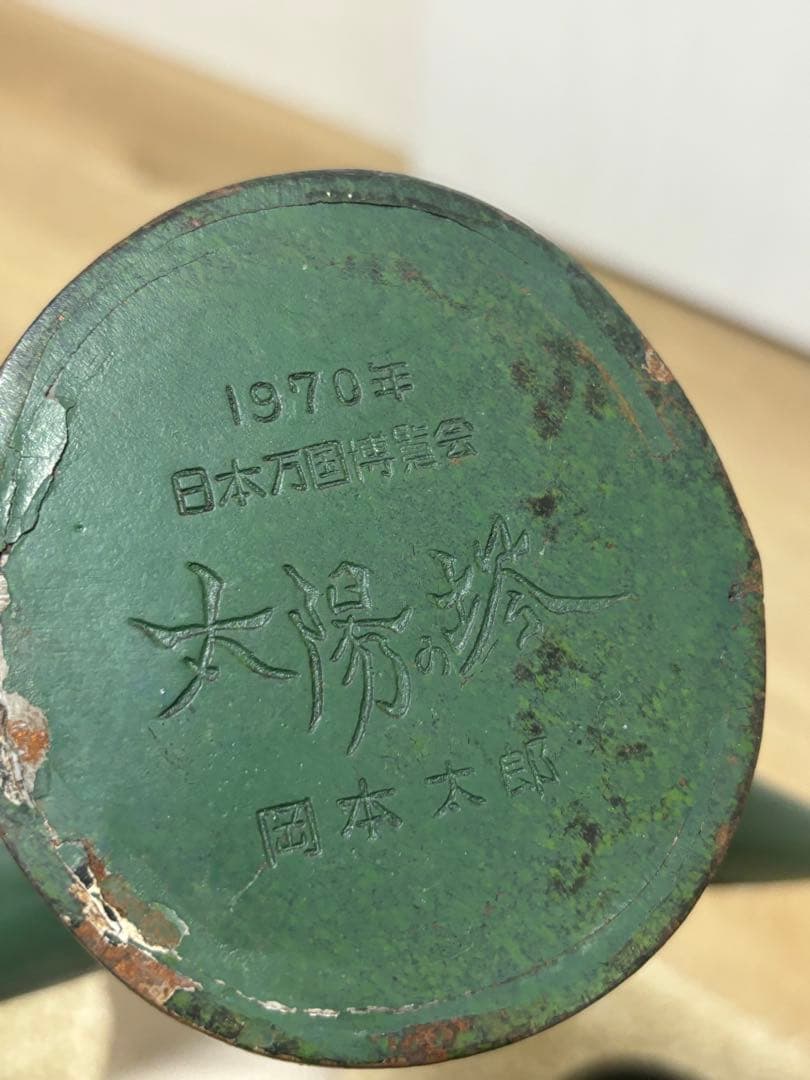 1970年
日本万国博覧会
太陽の塔
岡本太郎